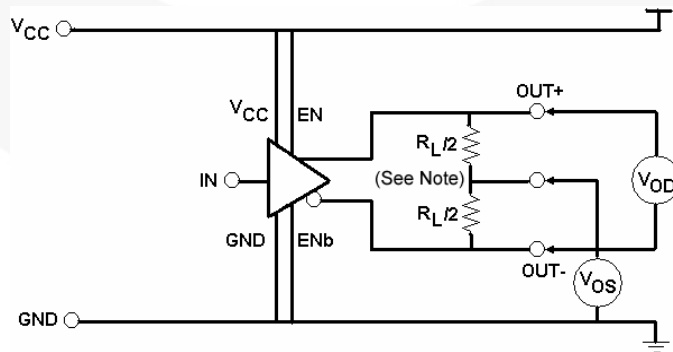 VCC
VCC EN
OUT+
RL/2
IN
(See Note)
VOD
RL/2
GND ENb
OUT-
VOS
GND